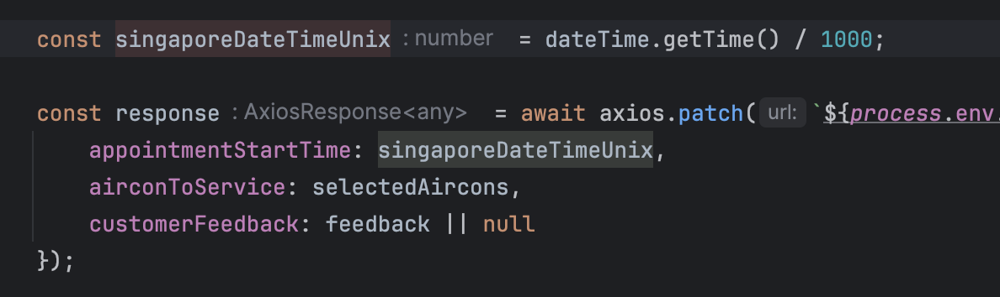 const singaporeDateTimeUnix : number = dateTime.getTime() / 1000;
const response : AxiosResponse<any> = await axios.patch( url: `${process.env.
appointmentStartTime: singaporeDateTimeUnix,
airconToService: selectedAircons,
customerFeedback: feedback || null
});